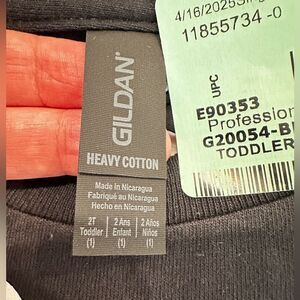 GILDAN
HEAVY COTTON
Made in Nicaragua
Fabriqué au Nicaragua
Hecho en Nicaragua
2T
Toddler
(1)
2 Ans
Enfant
(1)
2 Años
Niños
(1)
4/16/2025
11855734 -0
UPC
E90353
Profession
G20054-B
TODDLER